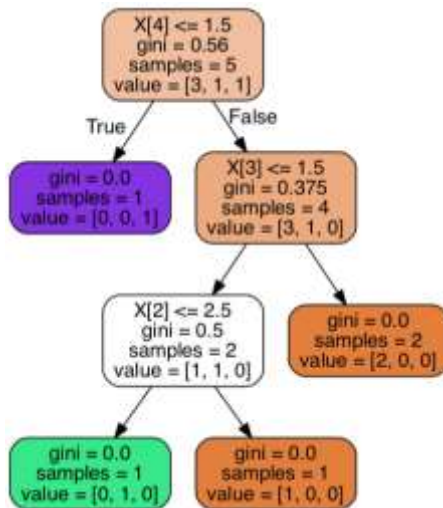 X[4] <= 1.5
gini = 0.56
samples = 5
value = [3, 1, 1]
True
False
gini = 0.0
samples = 1
value = [0, 0, 1]
X[3] <= 1.5
gini = 0.375
samples = 4
value = [3, 1, 0]
X[2] <= 2.5
gini = 0.5
samples = 2
value = [1, 1, 0]
gini = 0.0
samples = 2
value = [2, 0, 0]
gini = 0.0
samples = 1
value = [0, 1, 0]
gini = 0.0
samples = 1
value = [1, 0, 0]